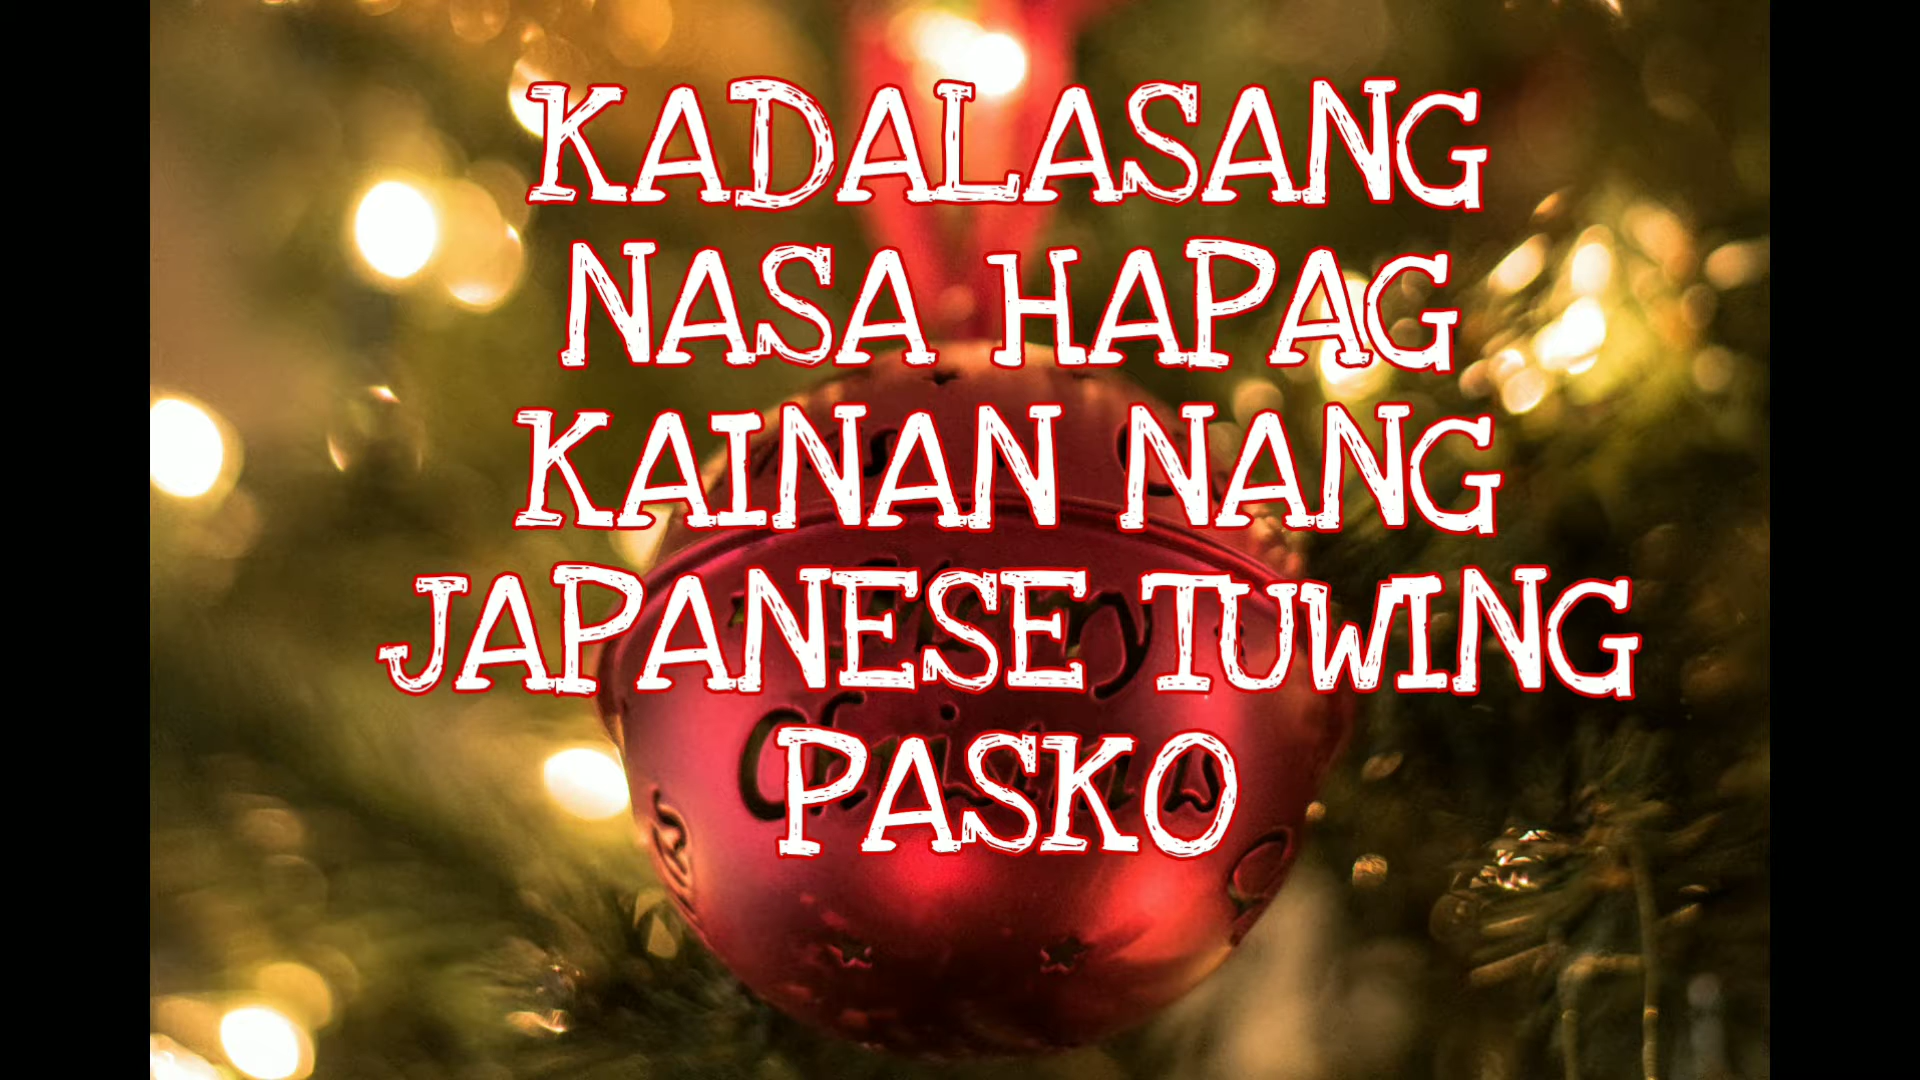 KADALASANG
NASA HAPAG
KAINAN NANG
JAPANESE TUWING
PASKO